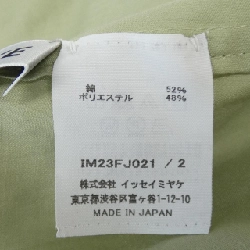 綿 52%
ポリエステル 48%
IM23FJ021 / 2
株式会社 イッセイミヤケ
東京都渋谷区富ヶ谷1-12-10
MADE IN JAPAN